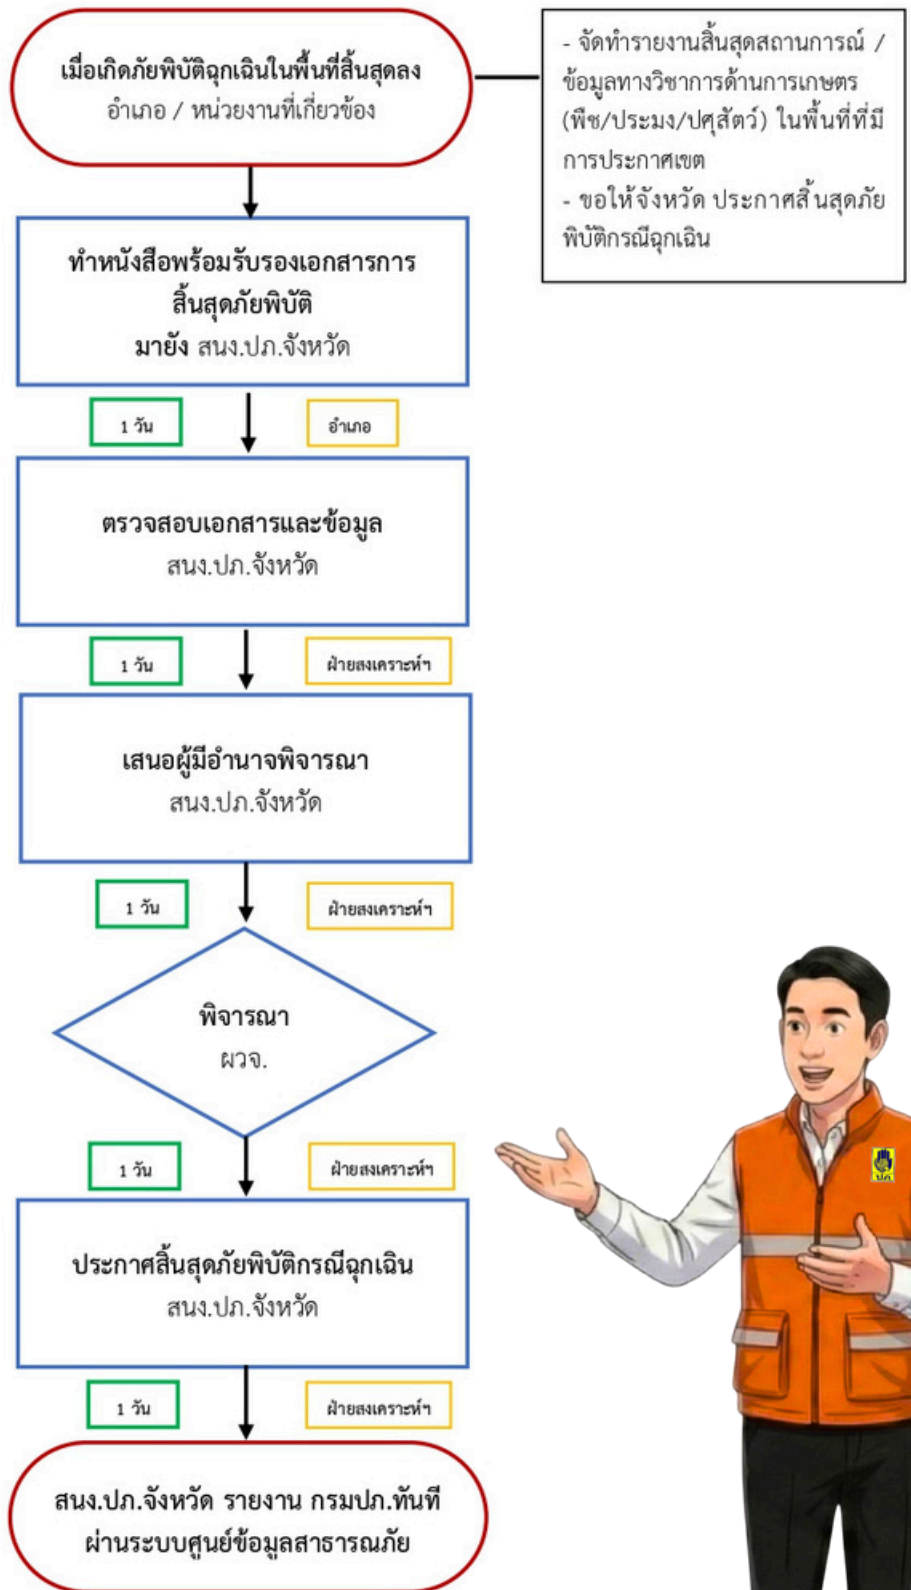 เมื่อเกิดภัยพิบัติฉุกเฉินในพื้นที่สิ้นสุดลง
อำเภอ / หน่วยงานที่เกี่ยวข้อง
- จัดทำรายงานสิ้นสุดสถานการณ์ /
ข้อมูลทางวิชาการด้านการเกษตร
(พืช/ประมง/ปศุสัตว์) ในพื้นที่ที่มี
การประกาศเขต
- ขอให้จังหวัด ประกาศสิ้นสุดภัย
พิบัติกรณีฉุกเฉิน
ทำหนังสือพร้อมรับรองเอกสารการ
สิ้นสุดภัยพิบัติ
มายัง สนง.ปภ.จังหวัด
1 วัน
อำเภอ
ตรวจสอบเอกสารและข้อมูล
สนง.ปภ.จังหวัด
1 วัน
ฝ่ายสงเคราะห์ฯ
เสนอผู้มีอำนาจพิจารณา
สนง.ปภ.จังหวัด
1 วัน
ฝ่ายสงเคราะห์ฯ
พิจารณา
ผวจ.
1 วัน
ฝ่ายสงเคราะห์ฯ
ปภ
ประกาศสิ้นสุดภัยพิบัติกรณีฉุกเฉิน
สนง.ปภ.จังหวัด
1 วัน
ฝ่ายสงเคราะห์ฯ
สนง.ปภ.จังหวัด รายงาน กรมปภ.ทันที
ผ่านระบบศูนย์ข้อมูลสาธารณภัย